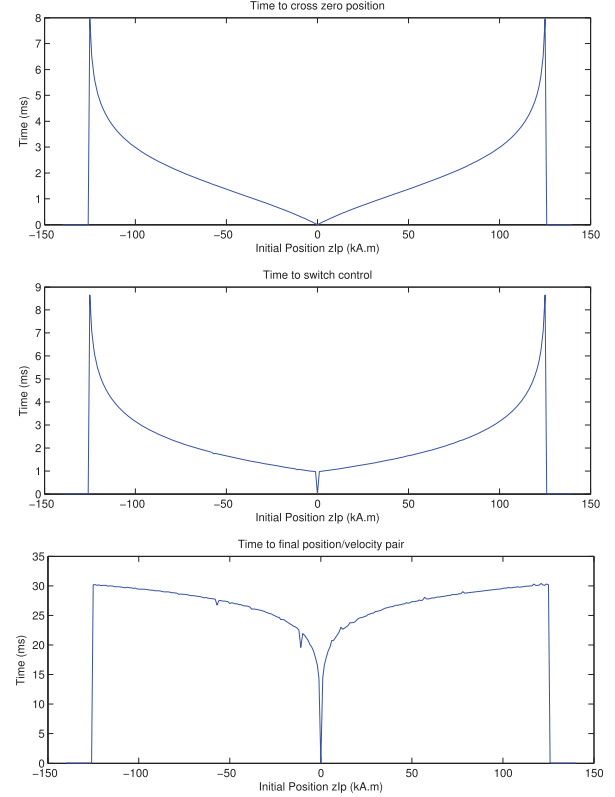 Time to cross zero position
8
7
6
5
4
3
2
1
0
Time (ms)
−150 −100 −50 0 50 100 150
Initial Position zIp (kA.m)
Time to switch control
9
8
7
6
5
4
3
2
1
0
Time (ms)
−150 −100 −50 0 50 100 150
Initial Position zIp (kA.m)
Time to final position/velocity pair
35
30
25
20
15
10
5
0
Time (ms)
−150 −100 −50 0 50 100 150
Initial Position zIp (kA.m)